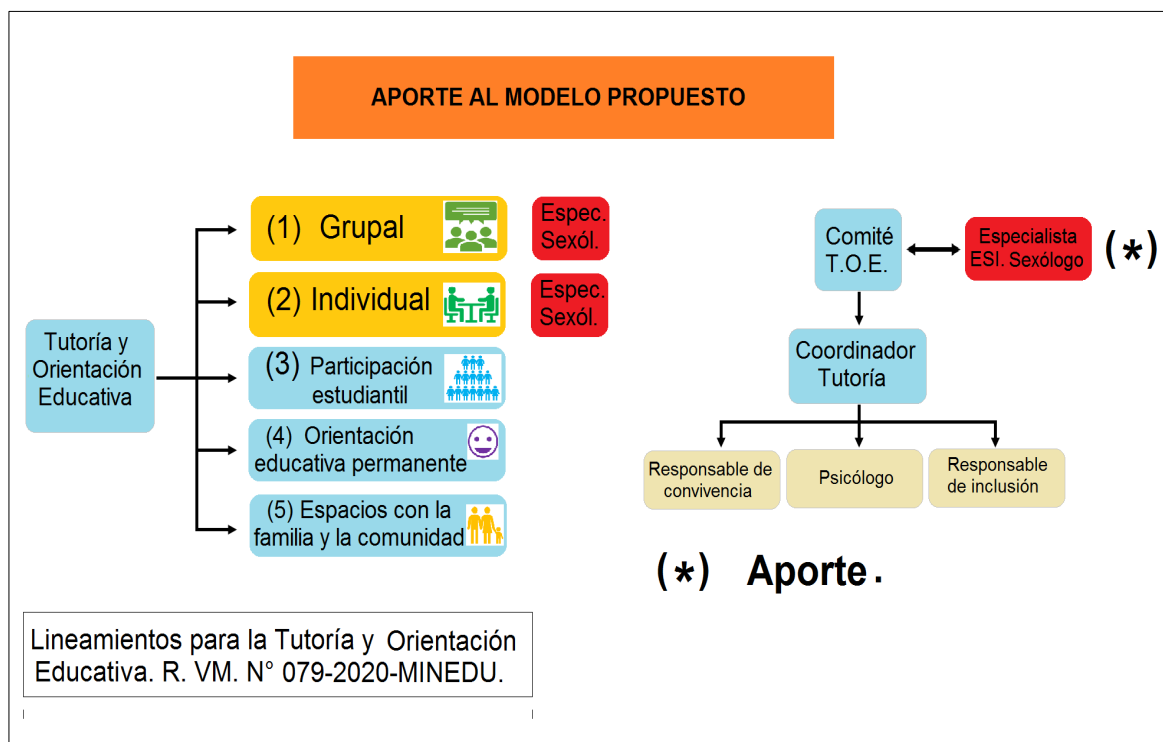 APORTE AL MODELO PROPUESTO
Tutoría y
Orientación
Educativa
(1) Grupal
Espec.
Sexól.
(2) Individual
Espec.
Sexól.
(3) Participación
estudiantil
(4) Orientación
educativa permanente
(5) Espacios con la
familia y la comunidad
Comité
T.O.E.
Especialista
ESI. Sexólogo
(*)
Coordinador
Tutoría
Responsable de
convivencia
Psicólogo
Responsable
de inclusión
(*) Aporte.
Lineamientos para la Tutoría y Orientación
Educativa. R. VM. N° 079-2020-MINEDU.